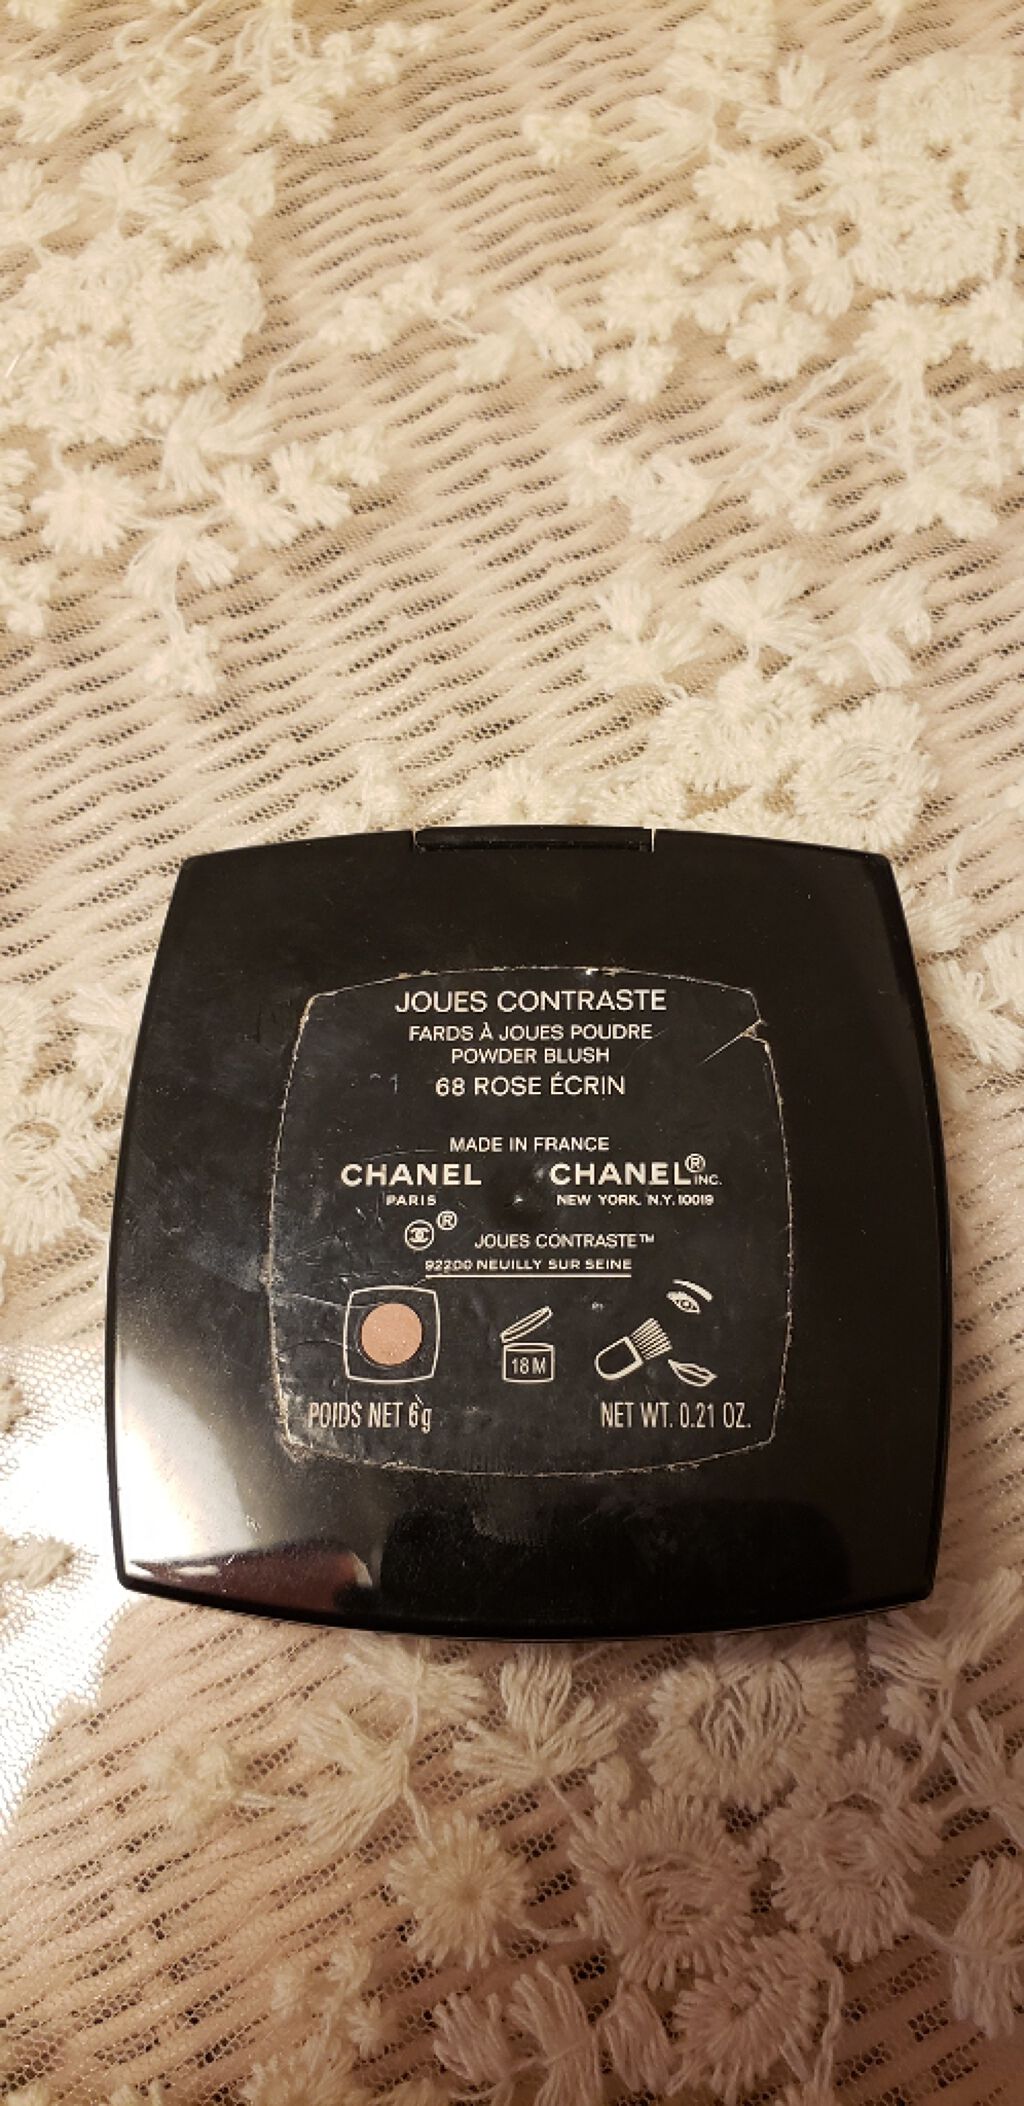 JOUES CONTRASTE
FARDS À JOUES POUDRE
POWDER BLUSH
68 ROSE ÉCRIN
MADE IN FRANCE
CHANEL CHANEL® INC.
PARIS NEW YORK, N.Y. 10019
® JOUES CONTRASTE™
92200 NEUILLY SUR SEINE
18 M
POIDS NET 6g NET WT. 0.21 OZ.